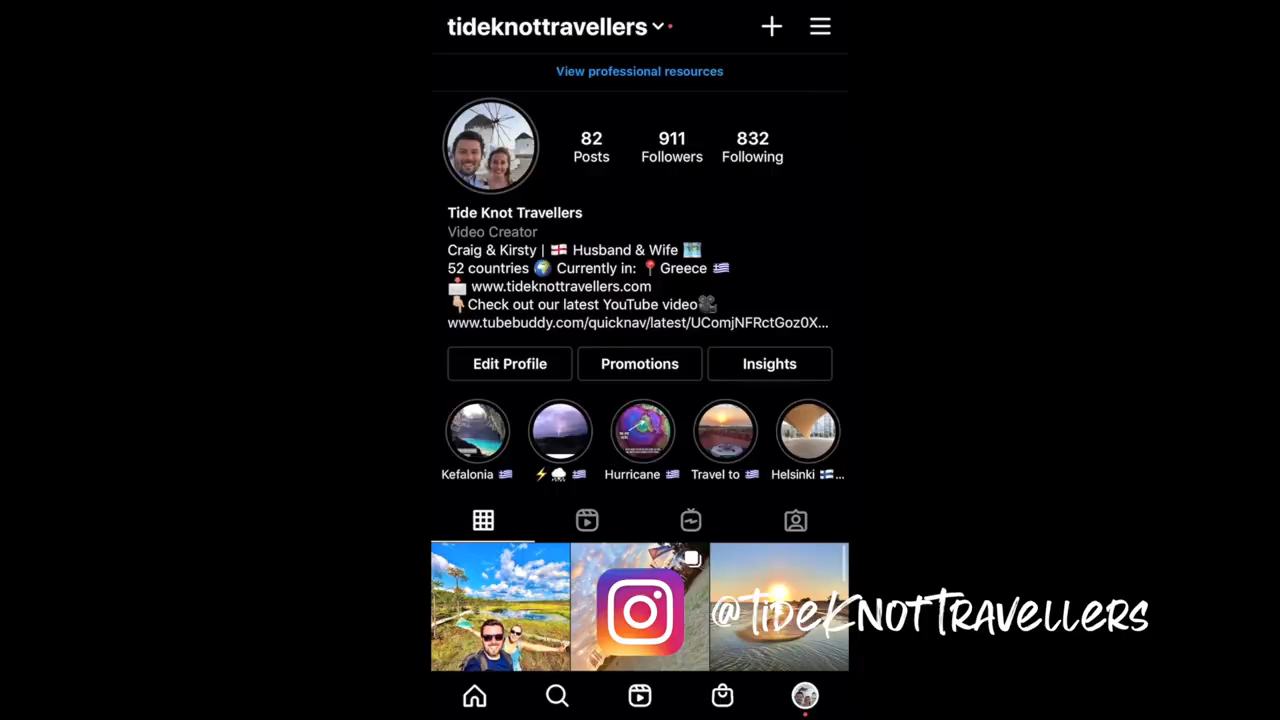 tideknottravellers
View professional resources
82 911 832
Posts Followers Following
Tide Knot Travellers
Video Creator
Craig & Kirsty | 🏴󠁧󠁢󠁥󠁮󠁧󠁿 Husband & Wife 🗺️
52 countries 🌍 Currently in: 📍Greece 🇬🇷
📩 www.tideknottravellers.com
👇🏻Check out our latest YouTube video🎥
www.tubebuddy.com/quicknav/latest/UComjNFRctGoz0X...
Edit Profile Promotions Insights
Kefalonia 🇬🇷 ⚡⛈️ 🇬🇷 Hurricane 🇬🇷 Travel to 🇬🇷 Helsinki 🇫🇮...
@TideKnotTravellers